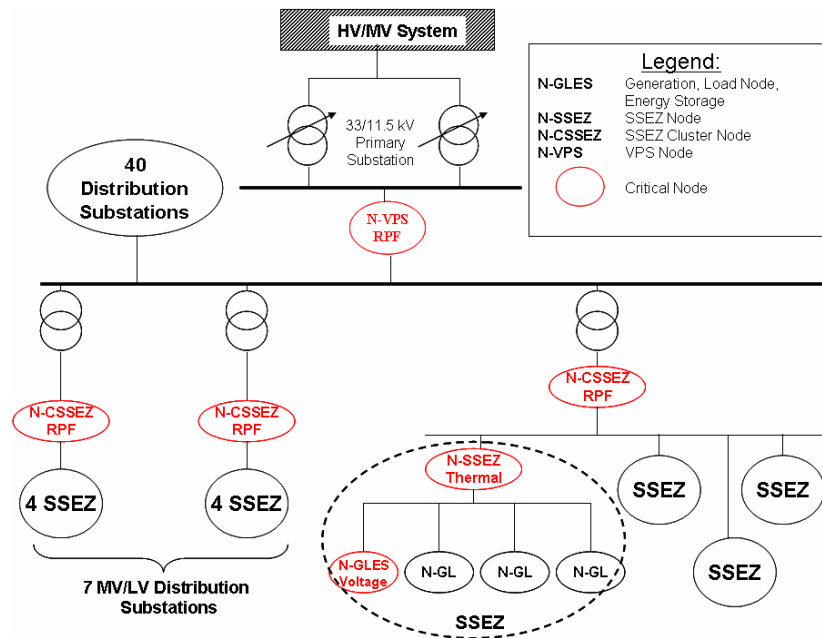 HV/MV System
Legend:
N-GLES Generation, Load Node,
Energy Storage
N-SSEZ SSEZ Node
N-CSSEZ SSEZ Cluster Node
N-VPS VPS Node
Critical Node
33/11.5 kV
Primary
Substation
40
Distribution
Substations
N-VPS
RPF
N-CSSEZ
RPF
N-CSSEZ
RPF
N-CSSEZ
RPF
4 SSEZ
4 SSEZ
7 MV/LV Distribution
Substations
N-SSEZ
Thermal
SSEZ
SSEZ
SSEZ
N-GLES
Voltage
N-GL
N-GL
N-GL
SSEZ